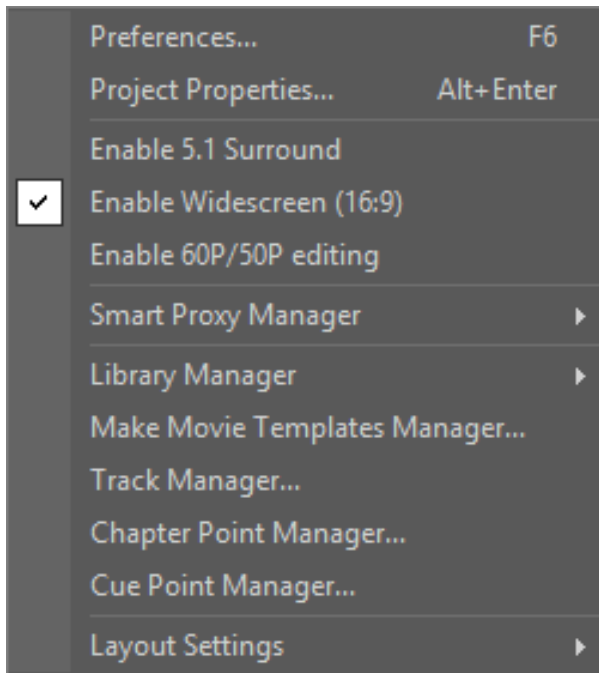 Preferences... F6
Project Properties... Alt+Enter
Enable 5.1 Surround
Enable Widescreen (16:9)
Enable 60P/50P editing
Smart Proxy Manager
Library Manager
Make Movie Templates Manager...
Track Manager...
Chapter Point Manager...
Cue Point Manager...
Layout Settings